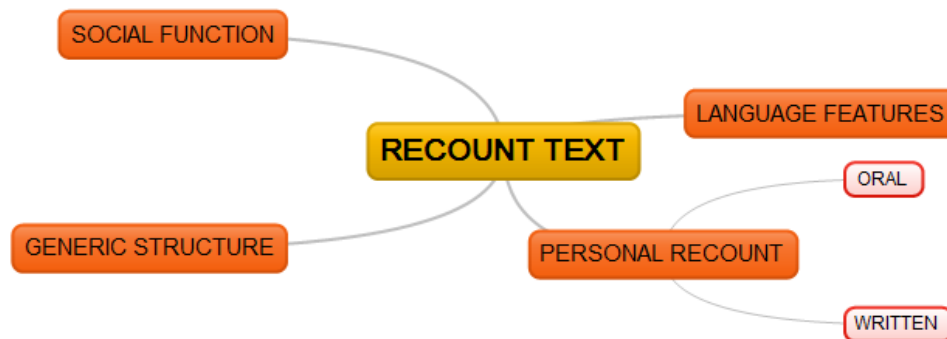 SOCIAL FUNCTION
LANGUAGE FEATURES
RECOUNT TEXT
ORAL
GENERIC STRUCTURE
PERSONAL RECOUNT
WRITTEN